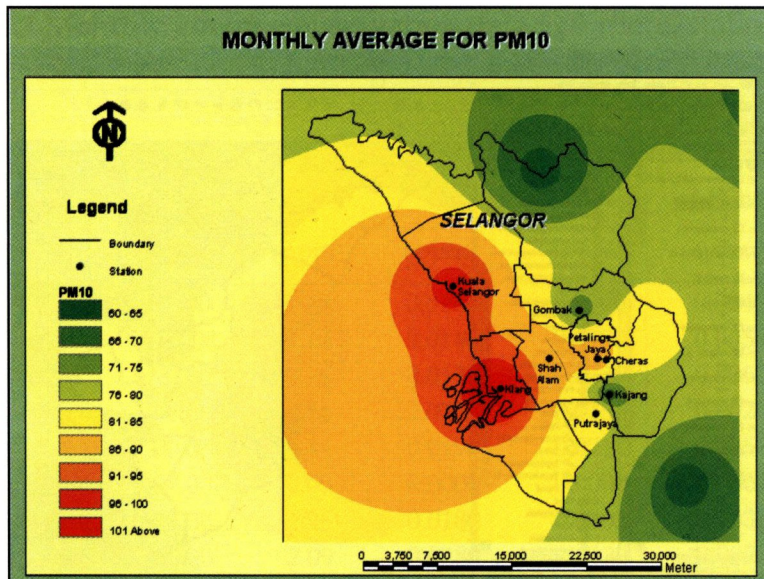 MONTHLY AVERAGE FOR PM10
N
Legend
Boundary
Station
PM10
60 - 65
66 - 70
71 - 75
76 - 80
81 - 85
86 - 90
91 - 95
96 - 100
101 Above
SELANGOR
Kuala
Selangor
Gombak
Petaling
Jaya
Cheras
Shah
Alam
Klang
Kajang
Putrajaya
0 3,750 7,500 15,000 22,500 30,000
Meter